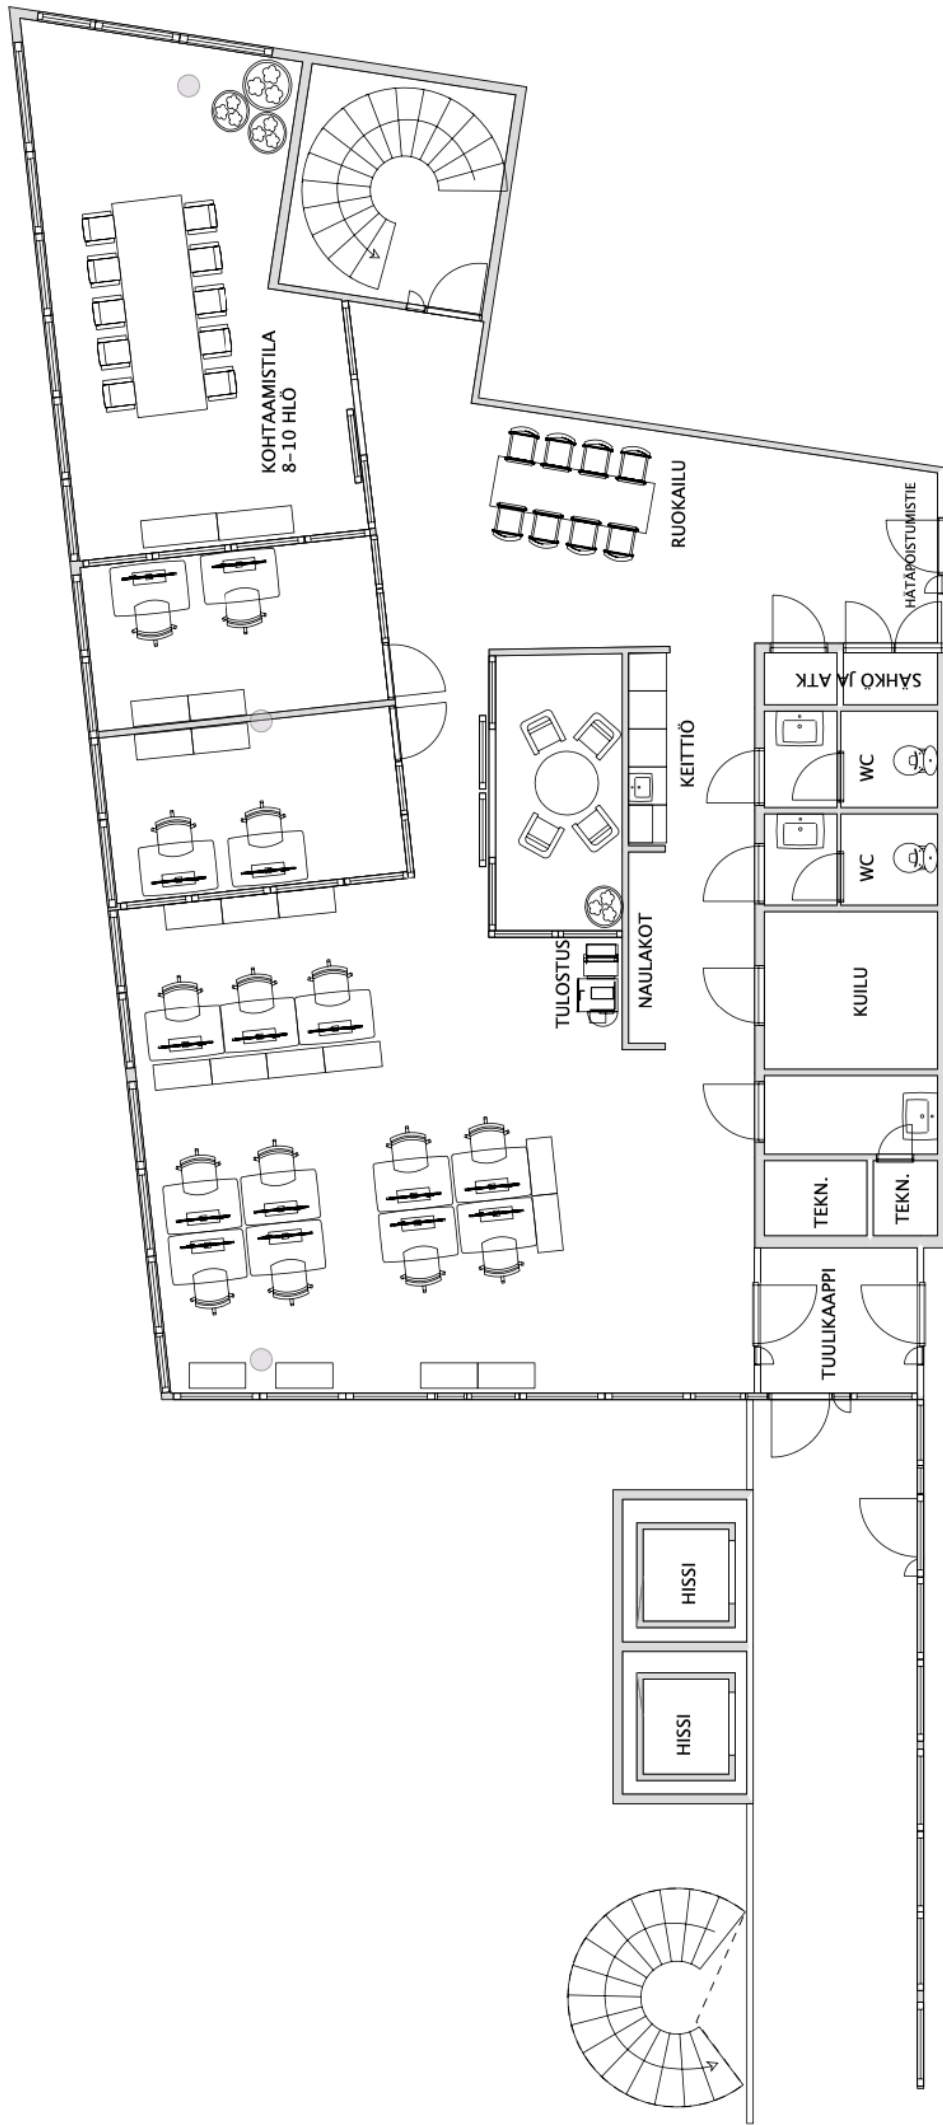 KOHTAAMISTILA
8–10 HLÖ
RUOKAILU
HÄTÄPOISTUMISTIE
SÄHKÖ JA ATK
KEITTIÖ
WC
WC
NAULAKOT
TULOSTUS
KUILU
TEKN.
TEKN.
TUULIKAAPPI
HISSI
HISSI